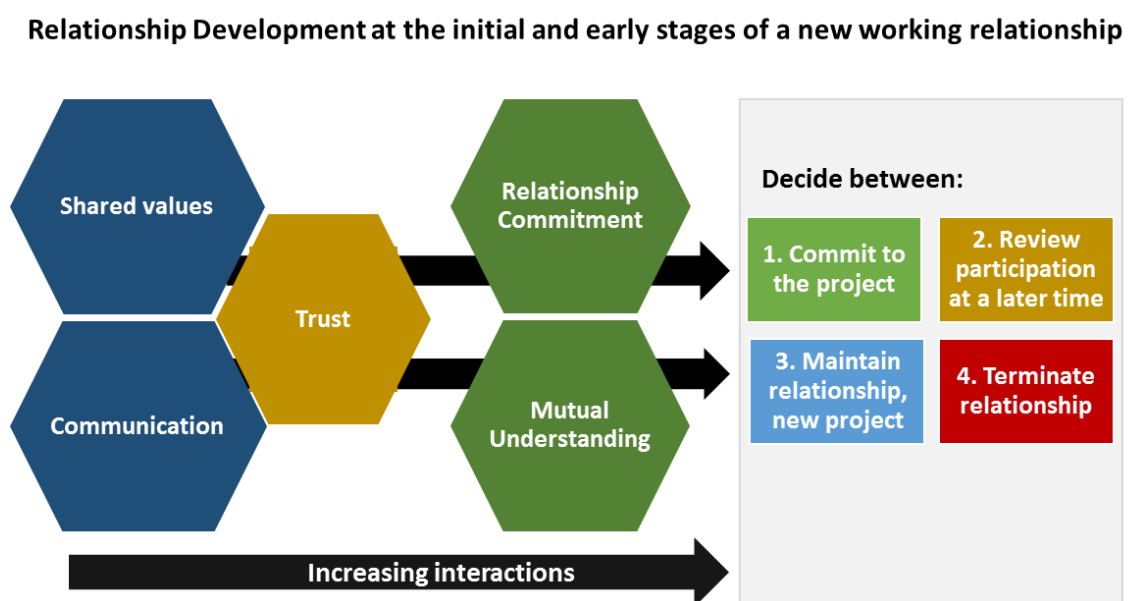 Relationship Development at the initial and early stages of a new working relationship
Shared values
Communication
Trust
Relationship
Commitment
Mutual
Understanding
Increasing interactions
Decide between:
1. Commit to
the project
2. Review
participation
at a later time
3. Maintain
relationship,
new project
4. Terminate
relationship